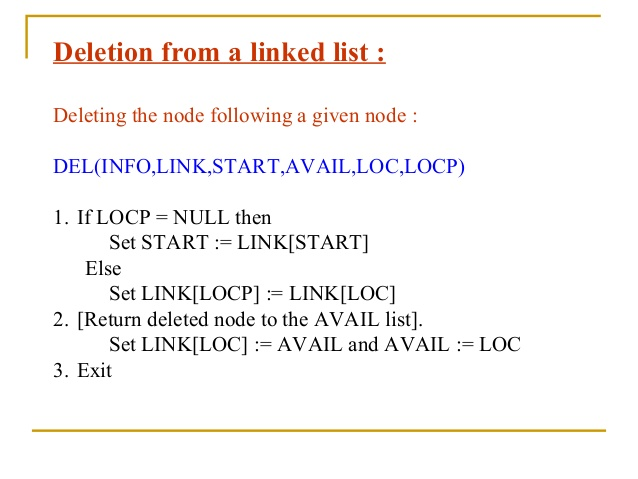 Deletion from a linked list :
Deleting the node following a given node :
DEL(INFO,LINK,START,AVAIL,LOC,LOCP)
1. If LOCP = NULL then
Set START := LINK[START]
Else
Set LINK[LOCP] := LINK[LOC]
2. [Return deleted node to the AVAIL list].
Set LINK[LOC] := AVAIL and AVAIL := LOC
3. Exit